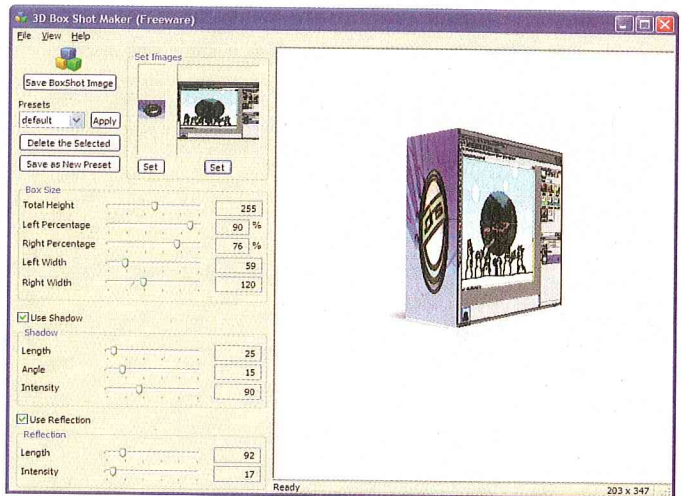 3D Box Shot Maker (Freeware)
File View Help
Save BoxShot Image
Presets
default Apply
Delete the Selected
Save as New Preset
Set Images
Set Set
Box Size
Total Height 255
Left Percentage 90 %
Right Percentage 76 %
Left Width 59
Right Width 120
Use Shadow
Shadow
Length 25
Angle 15
Intensity 90
Use Reflection
Reflection
Length 92
Intensity 17
Ready 203 x 347